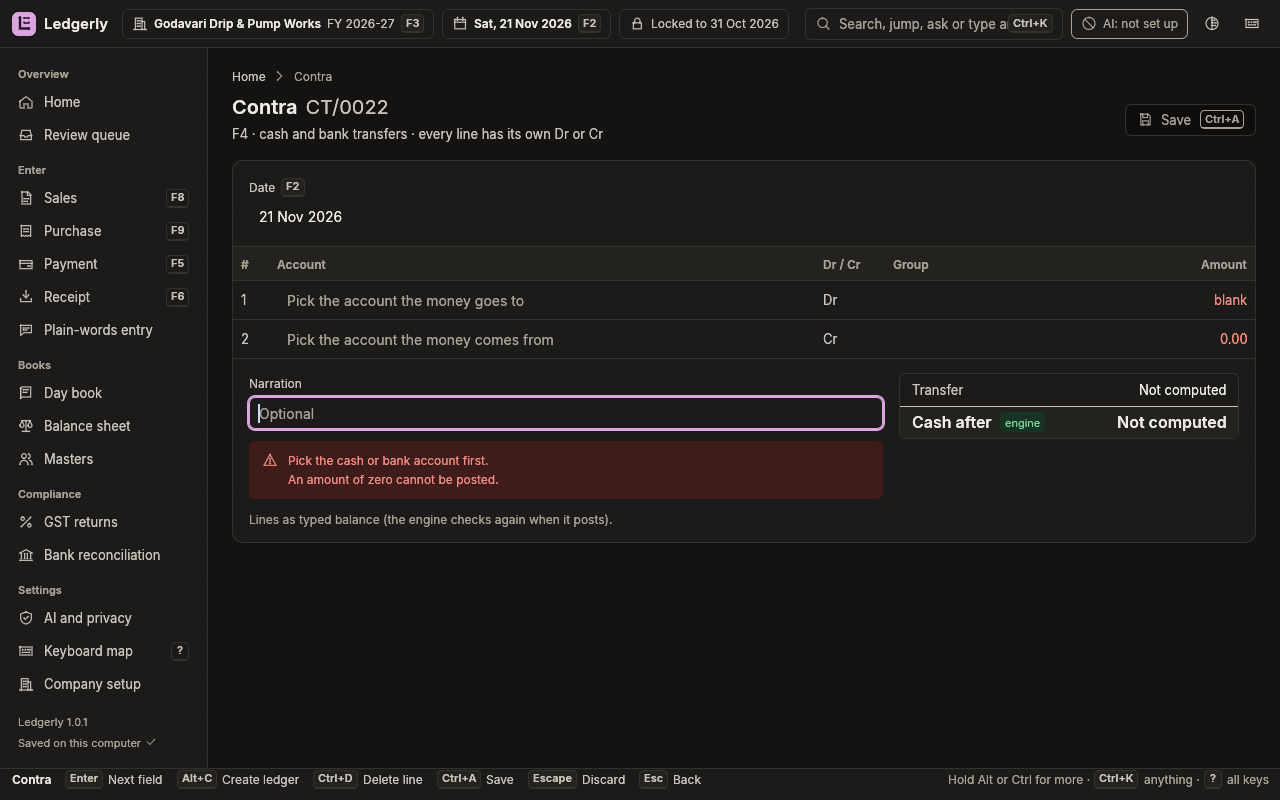 Ledgerly
Godavari Drip & Pump Works FY 2026-27 F3
Sat, 21 Nov 2026 F2
Locked to 31 Oct 2026
Search, jump, ask or type a Ctrl+K
AI: not set up
Overview
Home
Review queue
Enter
Sales F8
Purchase F9
Payment F5
Receipt F6
Plain-words entry
Books
Day book
Balance sheet
Masters
Compliance
GST returns
Bank reconciliation
Settings
AI and privacy
Keyboard map ?
Company setup
Ledgerly 1.0.1
Saved on this computer
Home Contra
Contra CT/0022
F4 · cash and bank transfers · every line has its own Dr or Cr
Save Ctrl+A
Date F2
21 Nov 2026
# Account Dr / Cr Group Amount
1 Pick the account the money goes to Dr blank
2 Pick the account the money comes from Cr 0.00
Narration
Optional
Pick the cash or bank account first.
An amount of zero cannot be posted.
Lines as typed balance (the engine checks again when it posts).
Transfer Not computed
Cash after engine Not computed
Contra Enter Next field Alt+C Create ledger Ctrl+D Delete line Ctrl+A Save Escape Discard Esc Back
Hold Alt or Ctrl for more · Ctrl+K anything · ? all keys